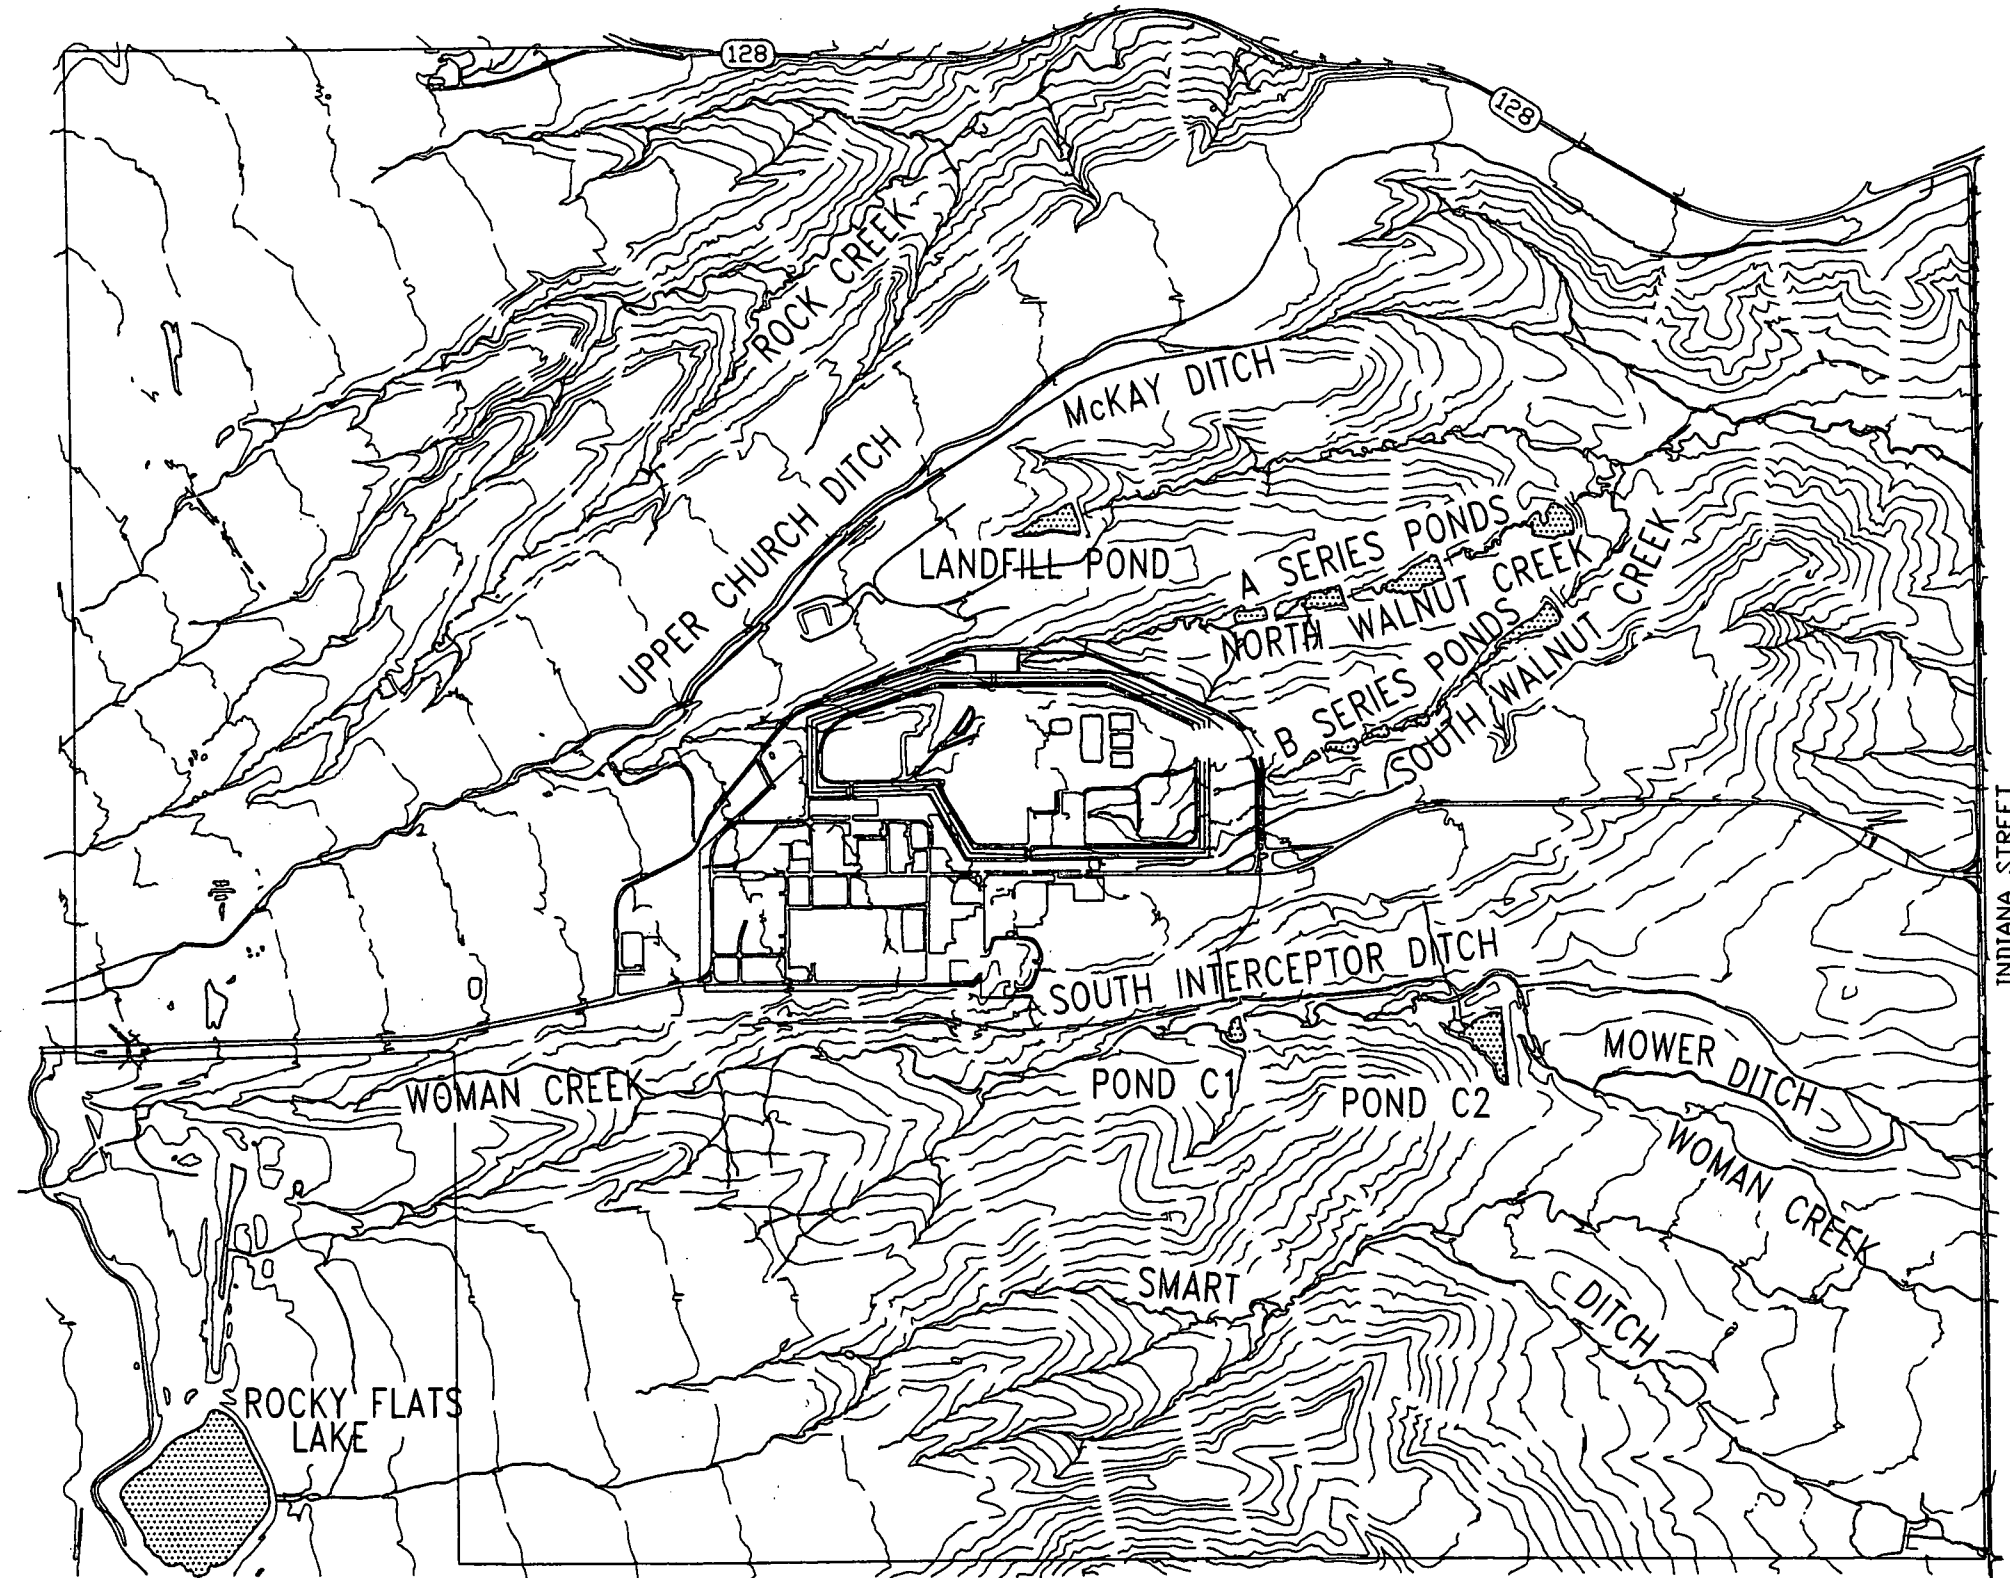 128
128
ROCK CREEK
McKAY DITCH
UPPER CHURCH DITCH
LANDFILL POND
A SERIES PONDS
NORTH WALNUT CREEK
B SERIES PONDS
SOUTH WALNUT CREEK
INDIANA STREET
SOUTH INTERCEPTOR DITCH
WOMAN CREEK
POND C1
POND C2
MOWER DITCH
WOMAN CREEK
SMART DITCH
ROCKY FLATS
LAKE